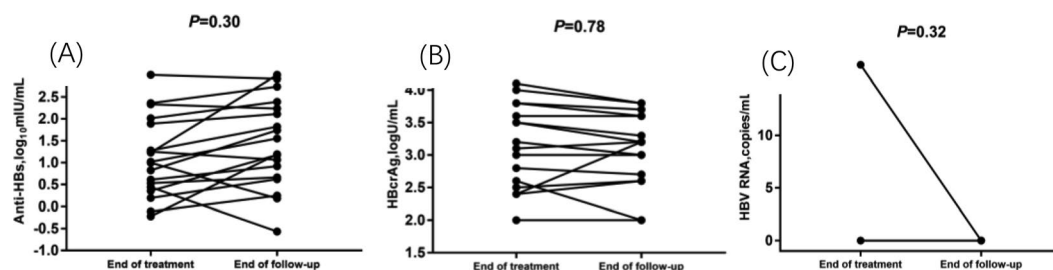 P=0.30
(A)
Anti-HBs,log10mIU/mL
2.5
2.0
1.5
1.0
0.5
0.0
-0.5
-1.0
End of treatment
End of follow-up
P=0.78
(B)
HBcrAg,logU/mL
4.0
3.5
3.0
2.5
2.0
1.5
End of treatment
End of follow-up
P=0.32
(C)
HBV RNA,copies/mL
10
5
0
End of treatment
End of follow-up